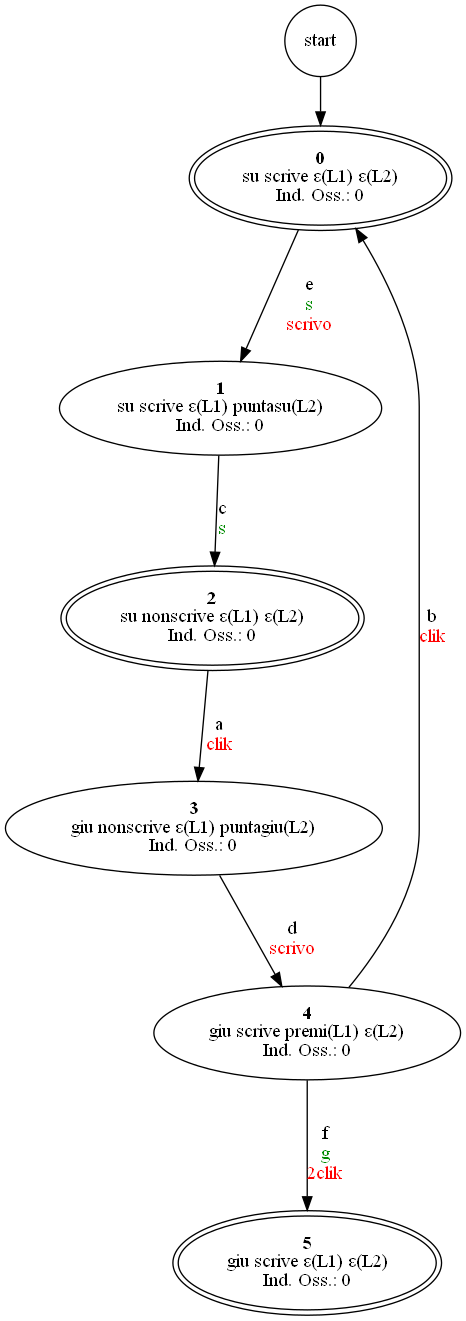 start
0
su scrive ε(L1) ε(L2)
Ind. Oss.: 0
e
s
scrivo
1
su scrive ε(L1) puntasu(L2)
Ind. Oss.: 0
c
s
2
su nonscrive ε(L1) ε(L2)
Ind. Oss.: 0
b
clik
a
clik
3
giu nonscrive ε(L1) puntagiu(L2)
Ind. Oss.: 0
d
scrivo
4
giu scrive premi(L1) ε(L2)
Ind. Oss.: 0
f
g
2clik
5
giu scrive ε(L1) ε(L2)
Ind. Oss.: 0